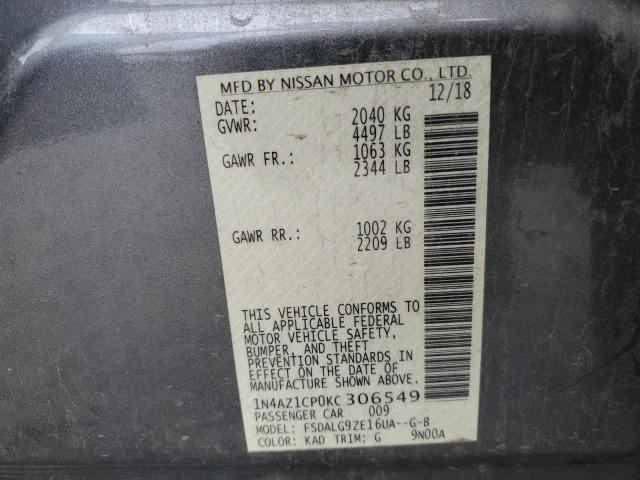 MFD BY NISSAN MOTOR CO., LTD.
DATE: 12/18
GVWR: 2040 KG
4497 LB
GAWR FR.: 1063 KG
2344 LB
GAWR RR.: 1002 KG
2209 LB
THIS VEHICLE CONFORMS TO
ALL APPLICABLE FEDERAL
MOTOR VEHICLE SAFETY,
BUMPER, AND THEFT
PREVENTION STANDARDS IN
EFFECT ON THE DATE OF
MANUFACTURE SHOWN ABOVE.
1N4AZ1CP0KC306549
PASSENGER CAR 009
MODEL: FSDALG9ZE16UA--G-B
COLOR: KAD TRIM: G 9N00A